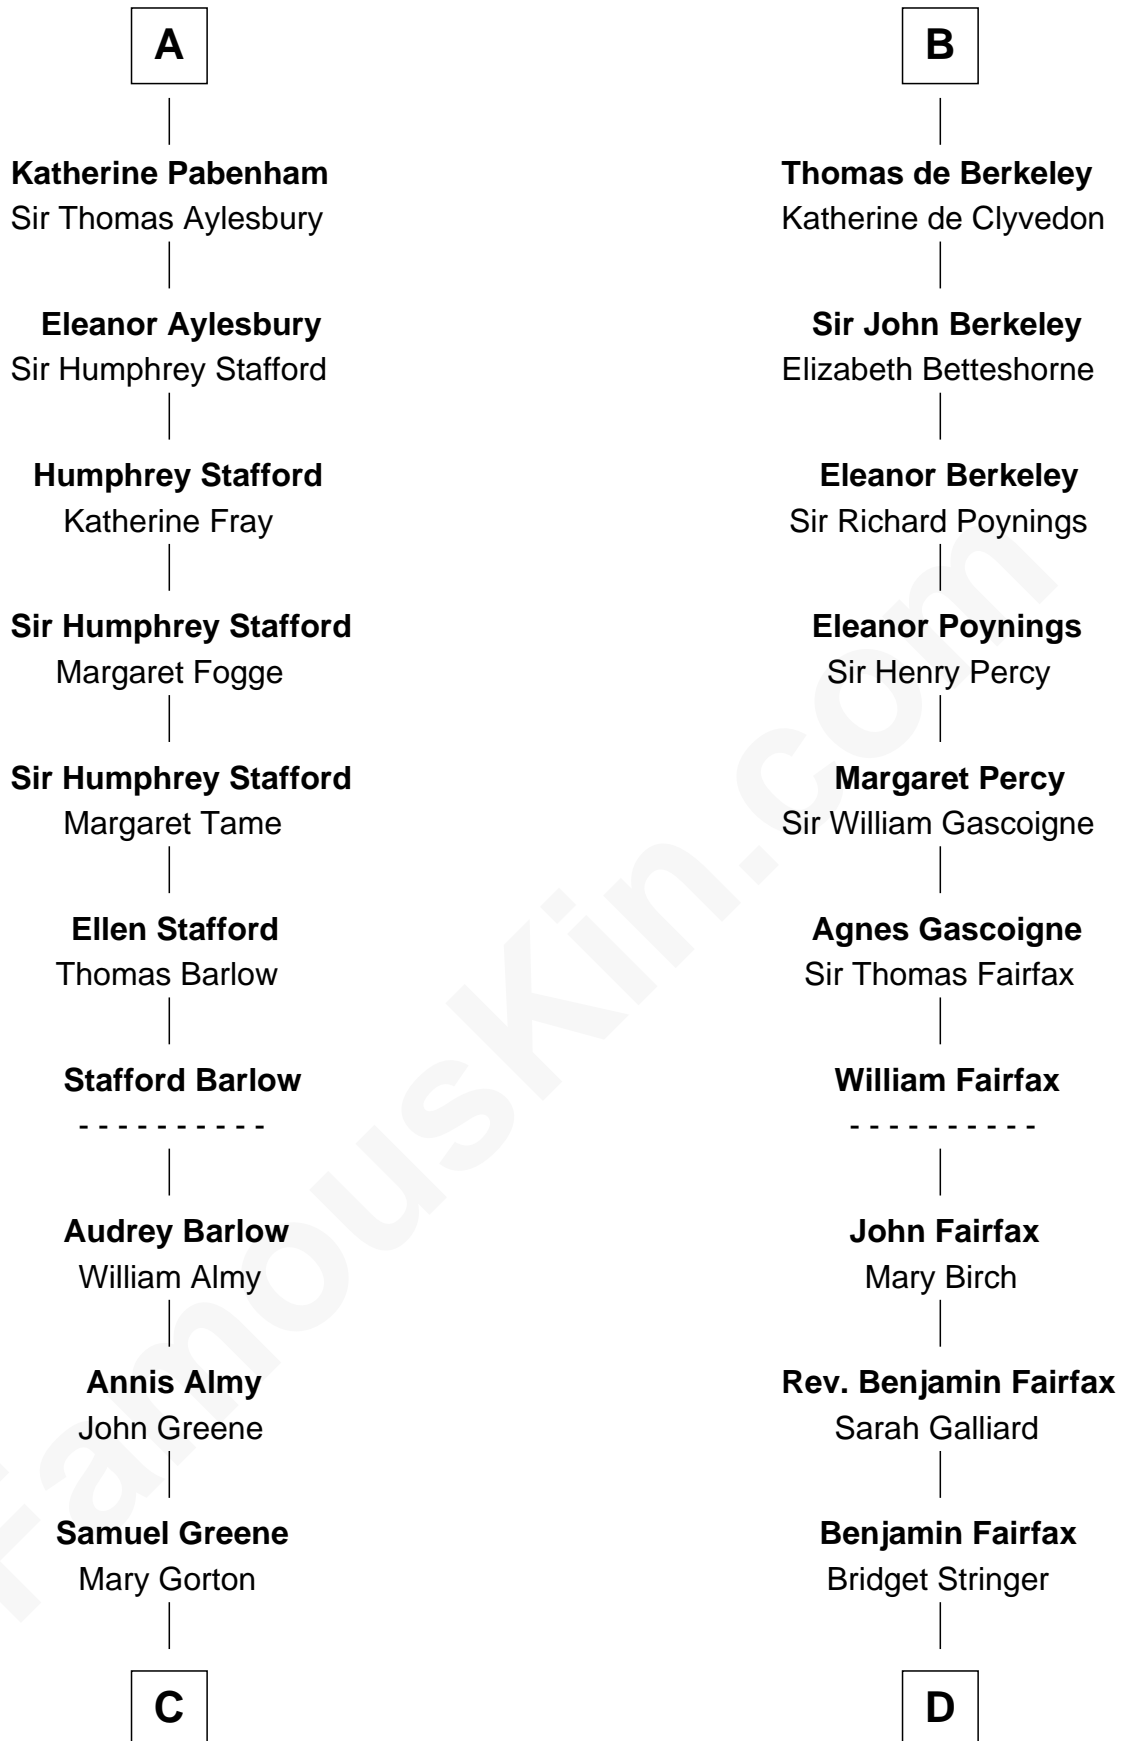 A
Katherine Pabenham
Sir Thomas Aylesbury
Eleanor Aylesbury
Sir Humphrey Stafford
Humphrey Stafford
Katherine Fray
Sir Humphrey Stafford
Margaret Fogge
Sir Humphrey Stafford
Margaret Tame
Ellen Stafford
Thomas Barlow
Stafford Barlow
- - - - - - - - - -
Audrey Barlow
William Almy
Annis Almy
John Greene
Samuel Greene
Mary Gorton
C
B
Thomas de Berkeley
Katherine de Clyvedon
Sir John Berkeley
Elizabeth Betteshorne
Eleanor Berkeley
Sir Richard Poynings
Eleanor Poynings
Sir Henry Percy
Margaret Percy
Sir William Gascoigne
Agnes Gascoigne
Sir Thomas Fairfax
William Fairfax
- - - - - - - - - -
John Fairfax
Mary Birch
Rev. Benjamin Fairfax
Sarah Galliard
Benjamin Fairfax
Bridget Stringer
D
FamousKin.com